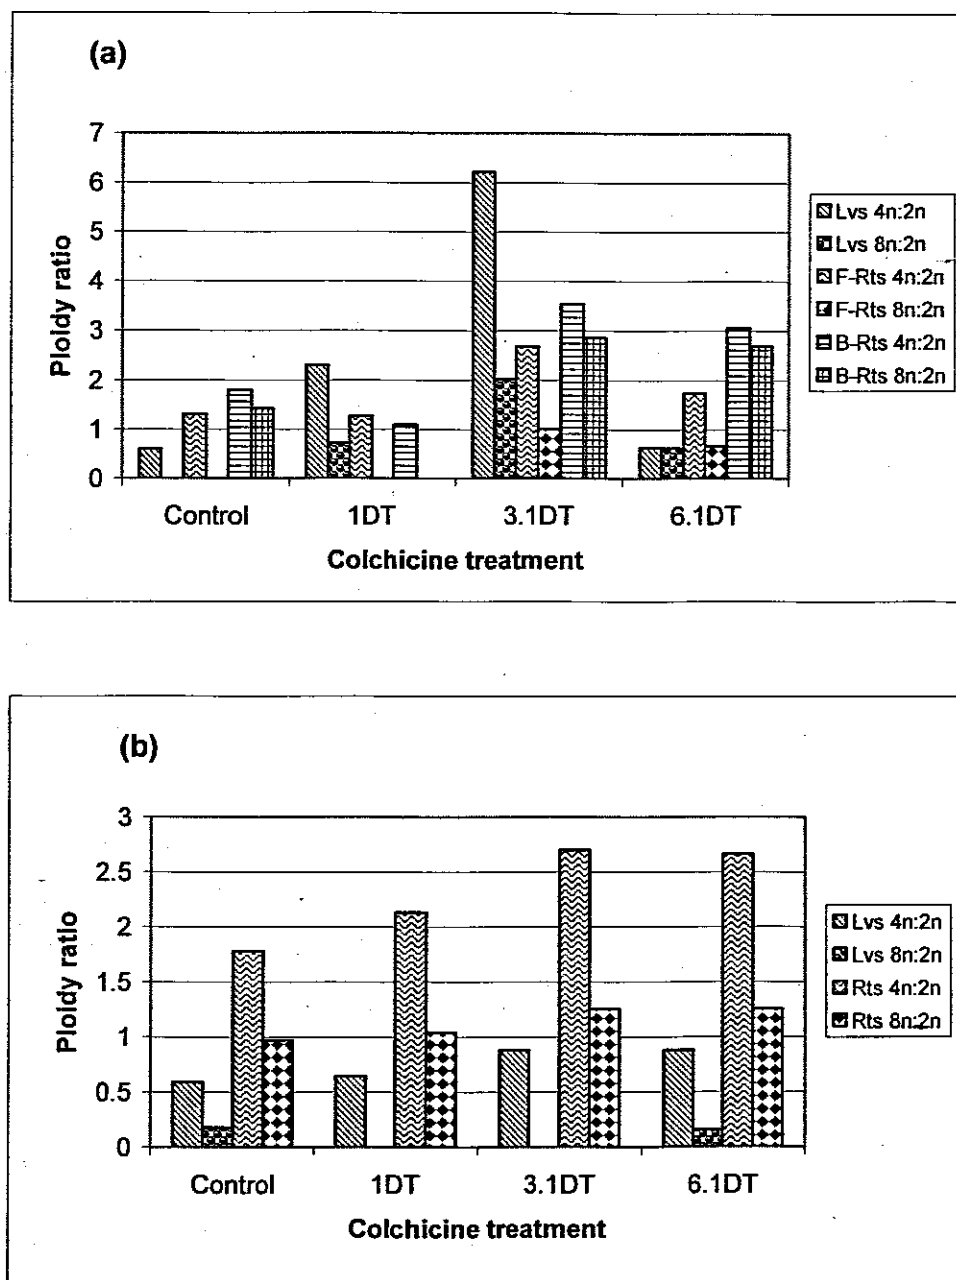 (a)
7
6
5
4
3
2
1
0
Ploidy ratio
Control 1DT 3.1DT 6.1DT
Colchicine treatment
Lvs 4n:2n
Lvs 8n:2n
F-Rts 4n:2n
F-Rts 8n:2n
B-Rts 4n:2n
B-Rts 8n:2n
(b)
3
2.5
2
1.5
1
0.5
0
Ploidy ratio
Control 1DT 3.1DT 6.1DT
Colchicine treatment
Lvs 4n:2n
Lvs 8n:2n
Rts 4n:2n
Rts 8n:2n